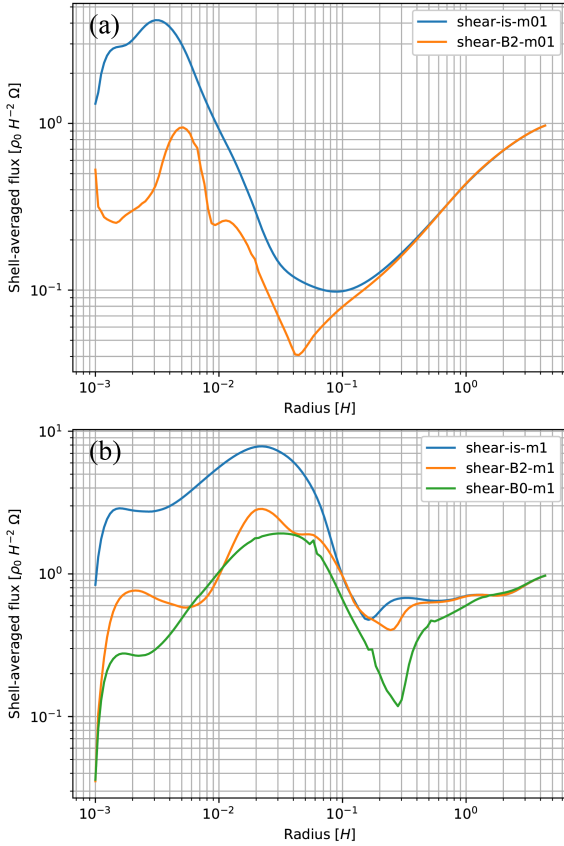 (a)
shear-is-m01
shear-B2-m01
10⁰
10⁻¹
Shell-averaged flux [ρ₀ H⁻² Ω]
10⁻³ 10⁻² 10⁻¹ 10⁰
Radius [H]
(b)
shear-is-m1
shear-B2-m1
shear-B0-m1
10¹
10⁰
10⁻¹
Shell-averaged flux [ρ₀ H⁻² Ω]
10⁻³ 10⁻² 10⁻¹ 10⁰
Radius [H]